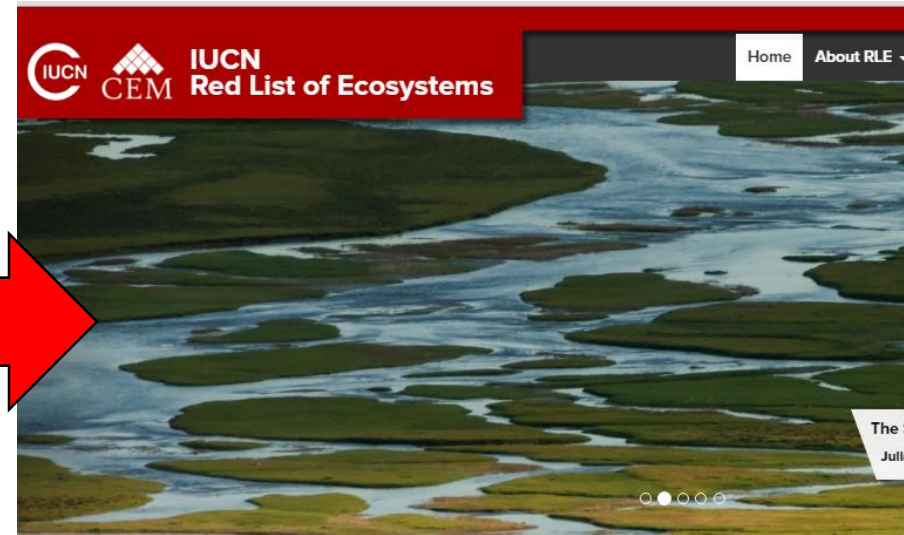 IUCN
CEM
IUCN
Red List of Ecosystems
Home
About RLE
The
Juli